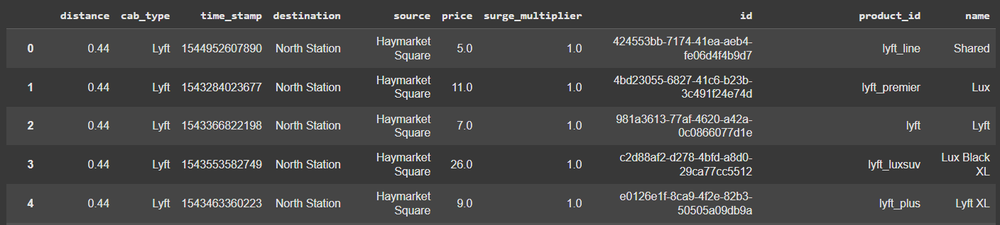 distance cab_type time_stamp destination source price surge_multiplier id product_id name
0 0.44 Lyft 1544952607890 North Station Haymarket Square 5.0 1.0 424553bb-7174-41ea-aeb4-fe06d4f4b9d7 lyft_line Shared
1 0.44 Lyft 1543284023677 North Station Haymarket Square 11.0 1.0 4bd23055-6827-41c6-b23b-3c491f24e74d lyft_premier Lux
2 0.44 Lyft 1543366822198 North Station Haymarket Square 7.0 1.0 981a3613-77af-4620-a42a-0c0866077d1e lyft Lyft
3 0.44 Lyft 1543553582749 North Station Haymarket Square 26.0 1.0 c2d88af2-d278-4bfd-a8d0-29ca77cc5512 lyft_luxsuv Lux Black XL
4 0.44 Lyft 1543463360223 North Station Haymarket Square 9.0 1.0 e0126e1f-8ca9-4f2e-82b3-50505a09db9a lyft_plus Lyft XL